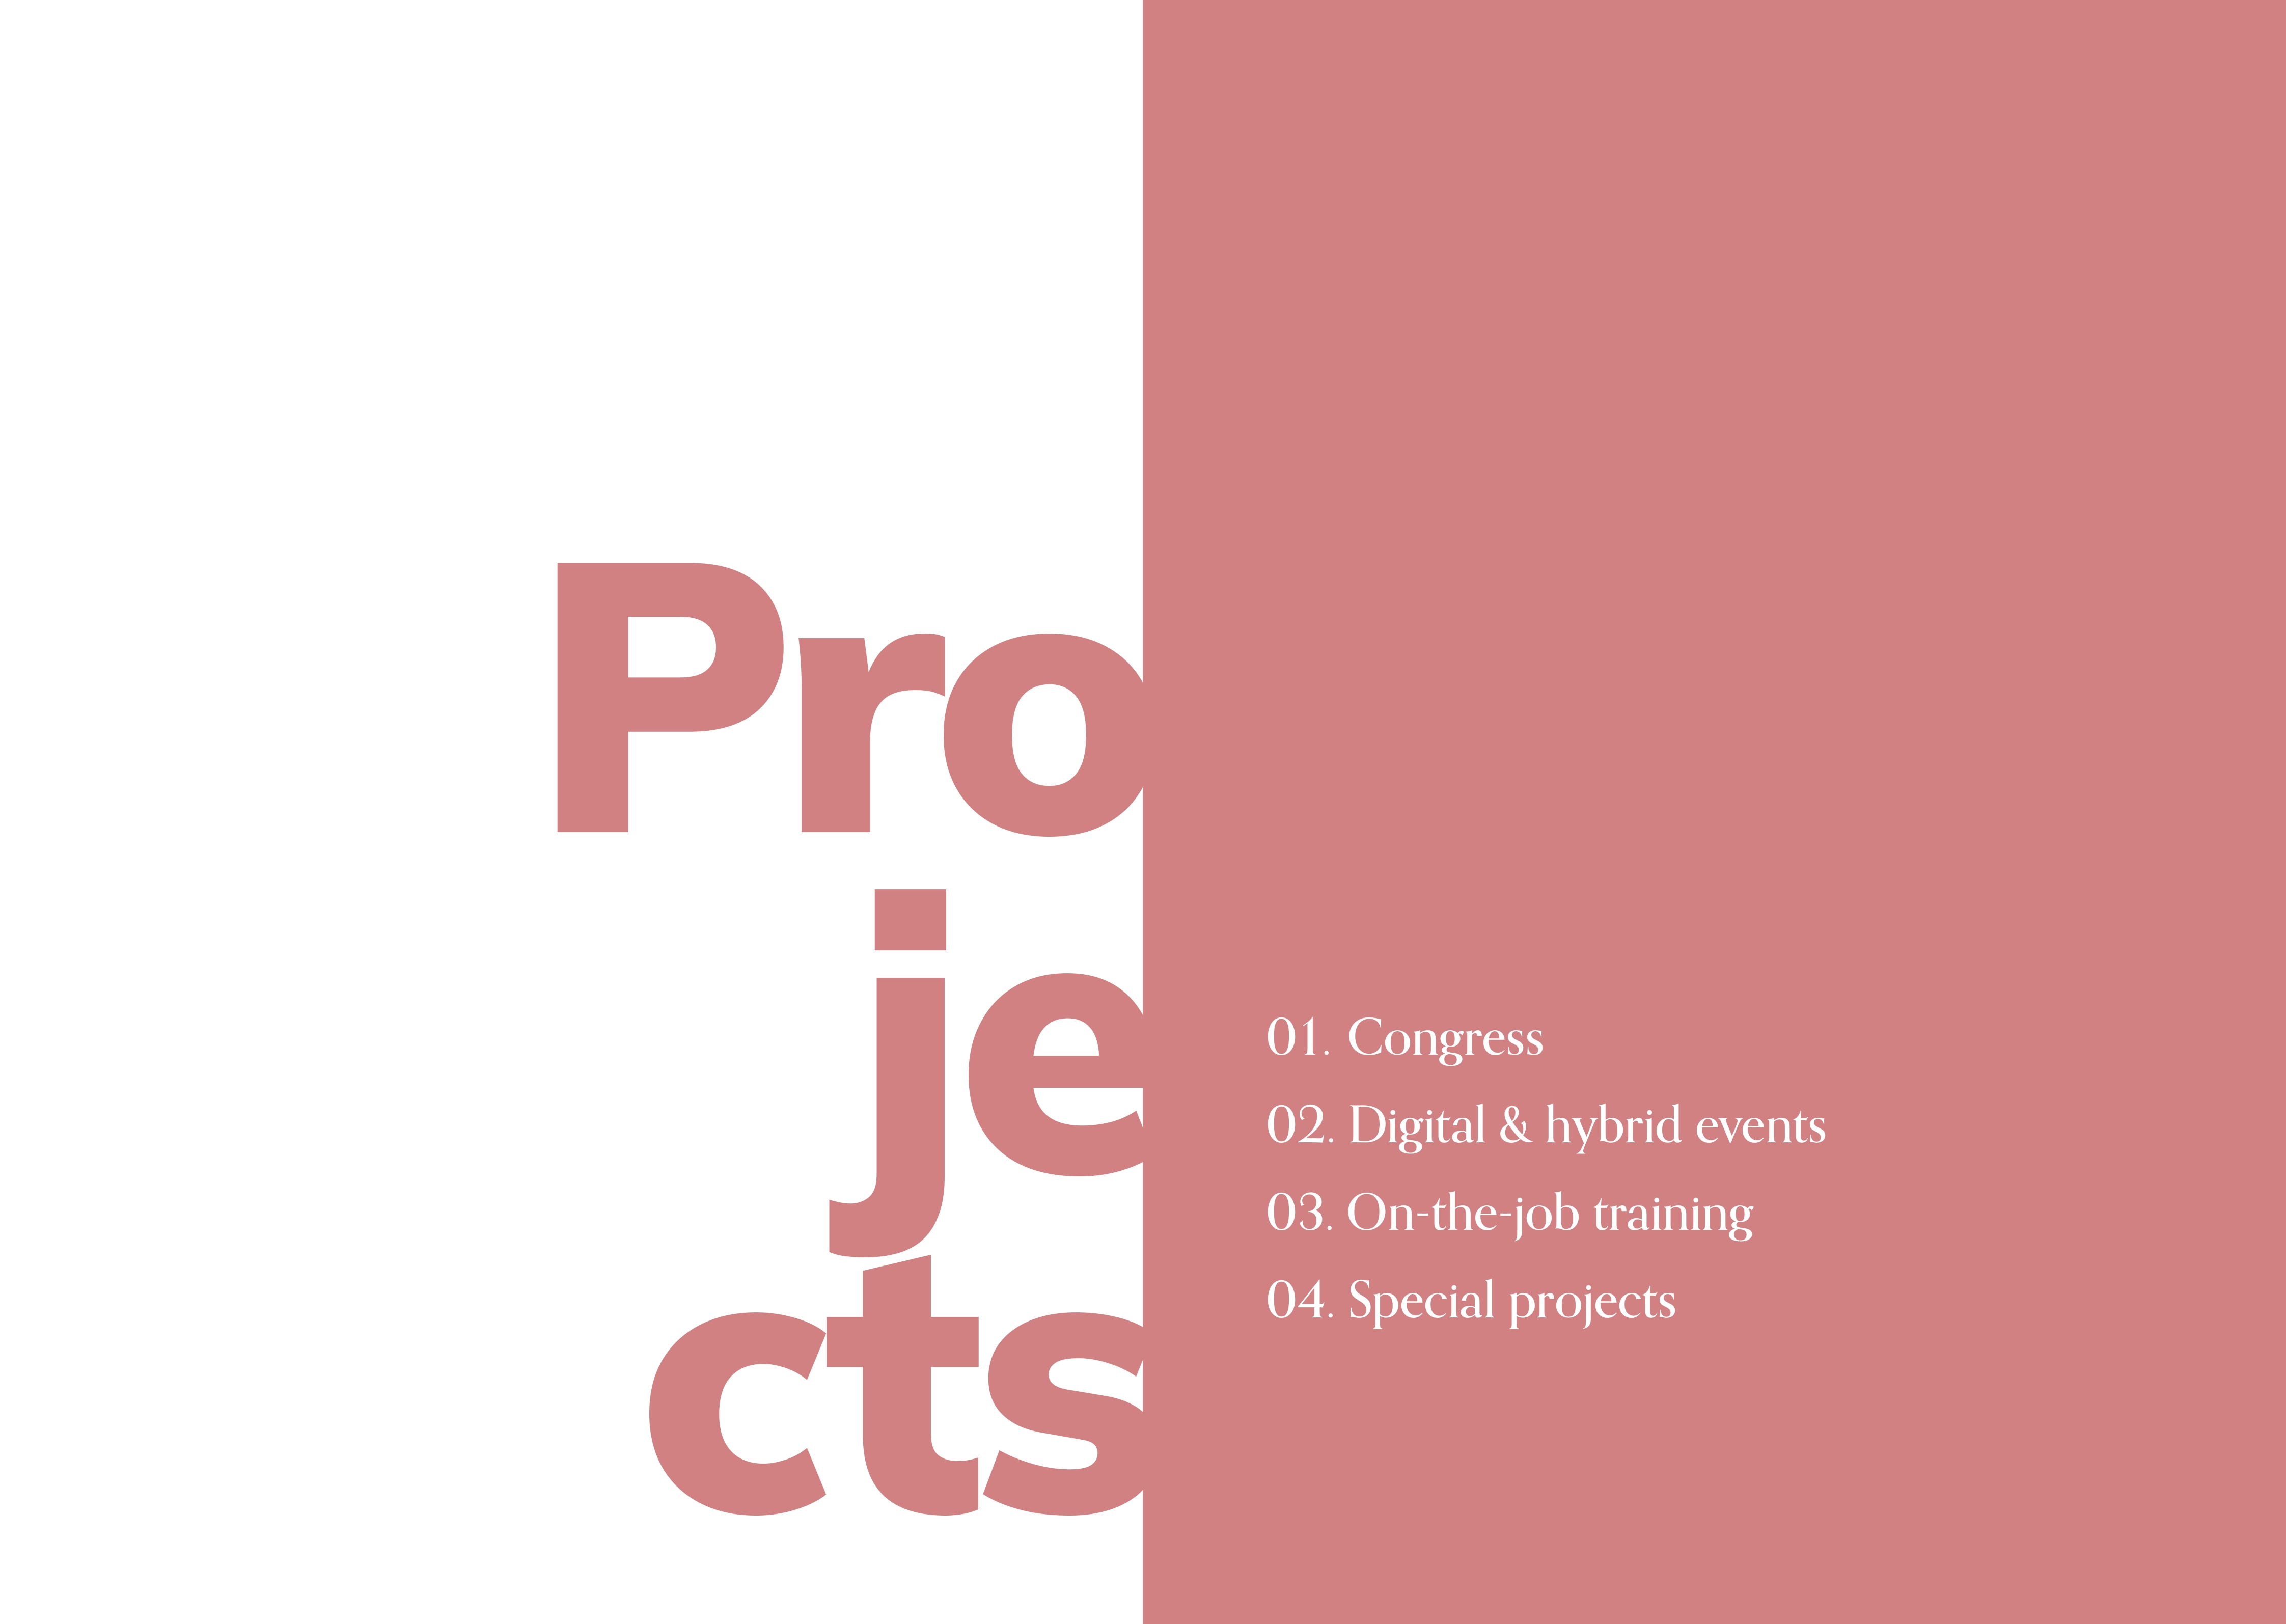 Pro
je
cts
01. Congress
02. Digital & hybrid events
03. On-the-job training
04. Special projects